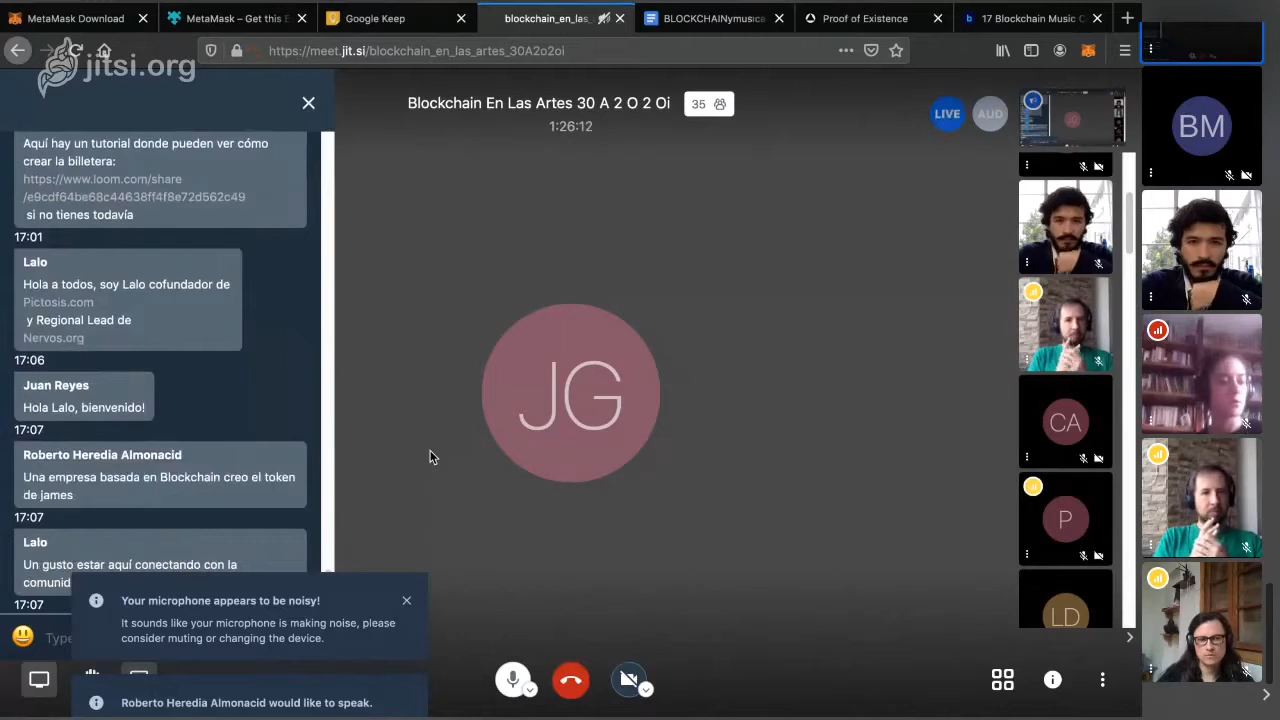 MetaMask Download
MetaMask – Get this E
Google Keep
blockchain_en_las_
BLOCKCHAINymusica
Proof of Existence
17 Blockchain Music C
jitsi.org
https://meet.jit.si/blockchain_en_las_artes_30A2o2oi
Blockchain En Las Artes 30 A 2 O 2 Oi
35
1:26:12
LIVE
AUD
Aquí hay un tutorial donde pueden ver cómo
crear la billetera:
https://www.loom.com/share
/e9cdf64be68c44638ff4f8e72d562c49
si no tienes todavía
17:01
Lalo
Hola a todos, soy Lalo cofundador de
Pictosis.com
y Regional Lead de
Nervos.org
17:06
Juan Reyes
Hola Lalo, bienvenido!
17:07
Roberto Heredia Almonacid
Una empresa basada en Blockchain creo el token
de james
17:07
Lalo
Un gusto estar aquí conectando con la
comunid
17:07
Type
Your microphone appears to be noisy!
It sounds like your microphone is making noise, please
consider muting or changing the device.
Roberto Heredia Almonacid would like to speak.
JG
JG
CA
P
LD
BM